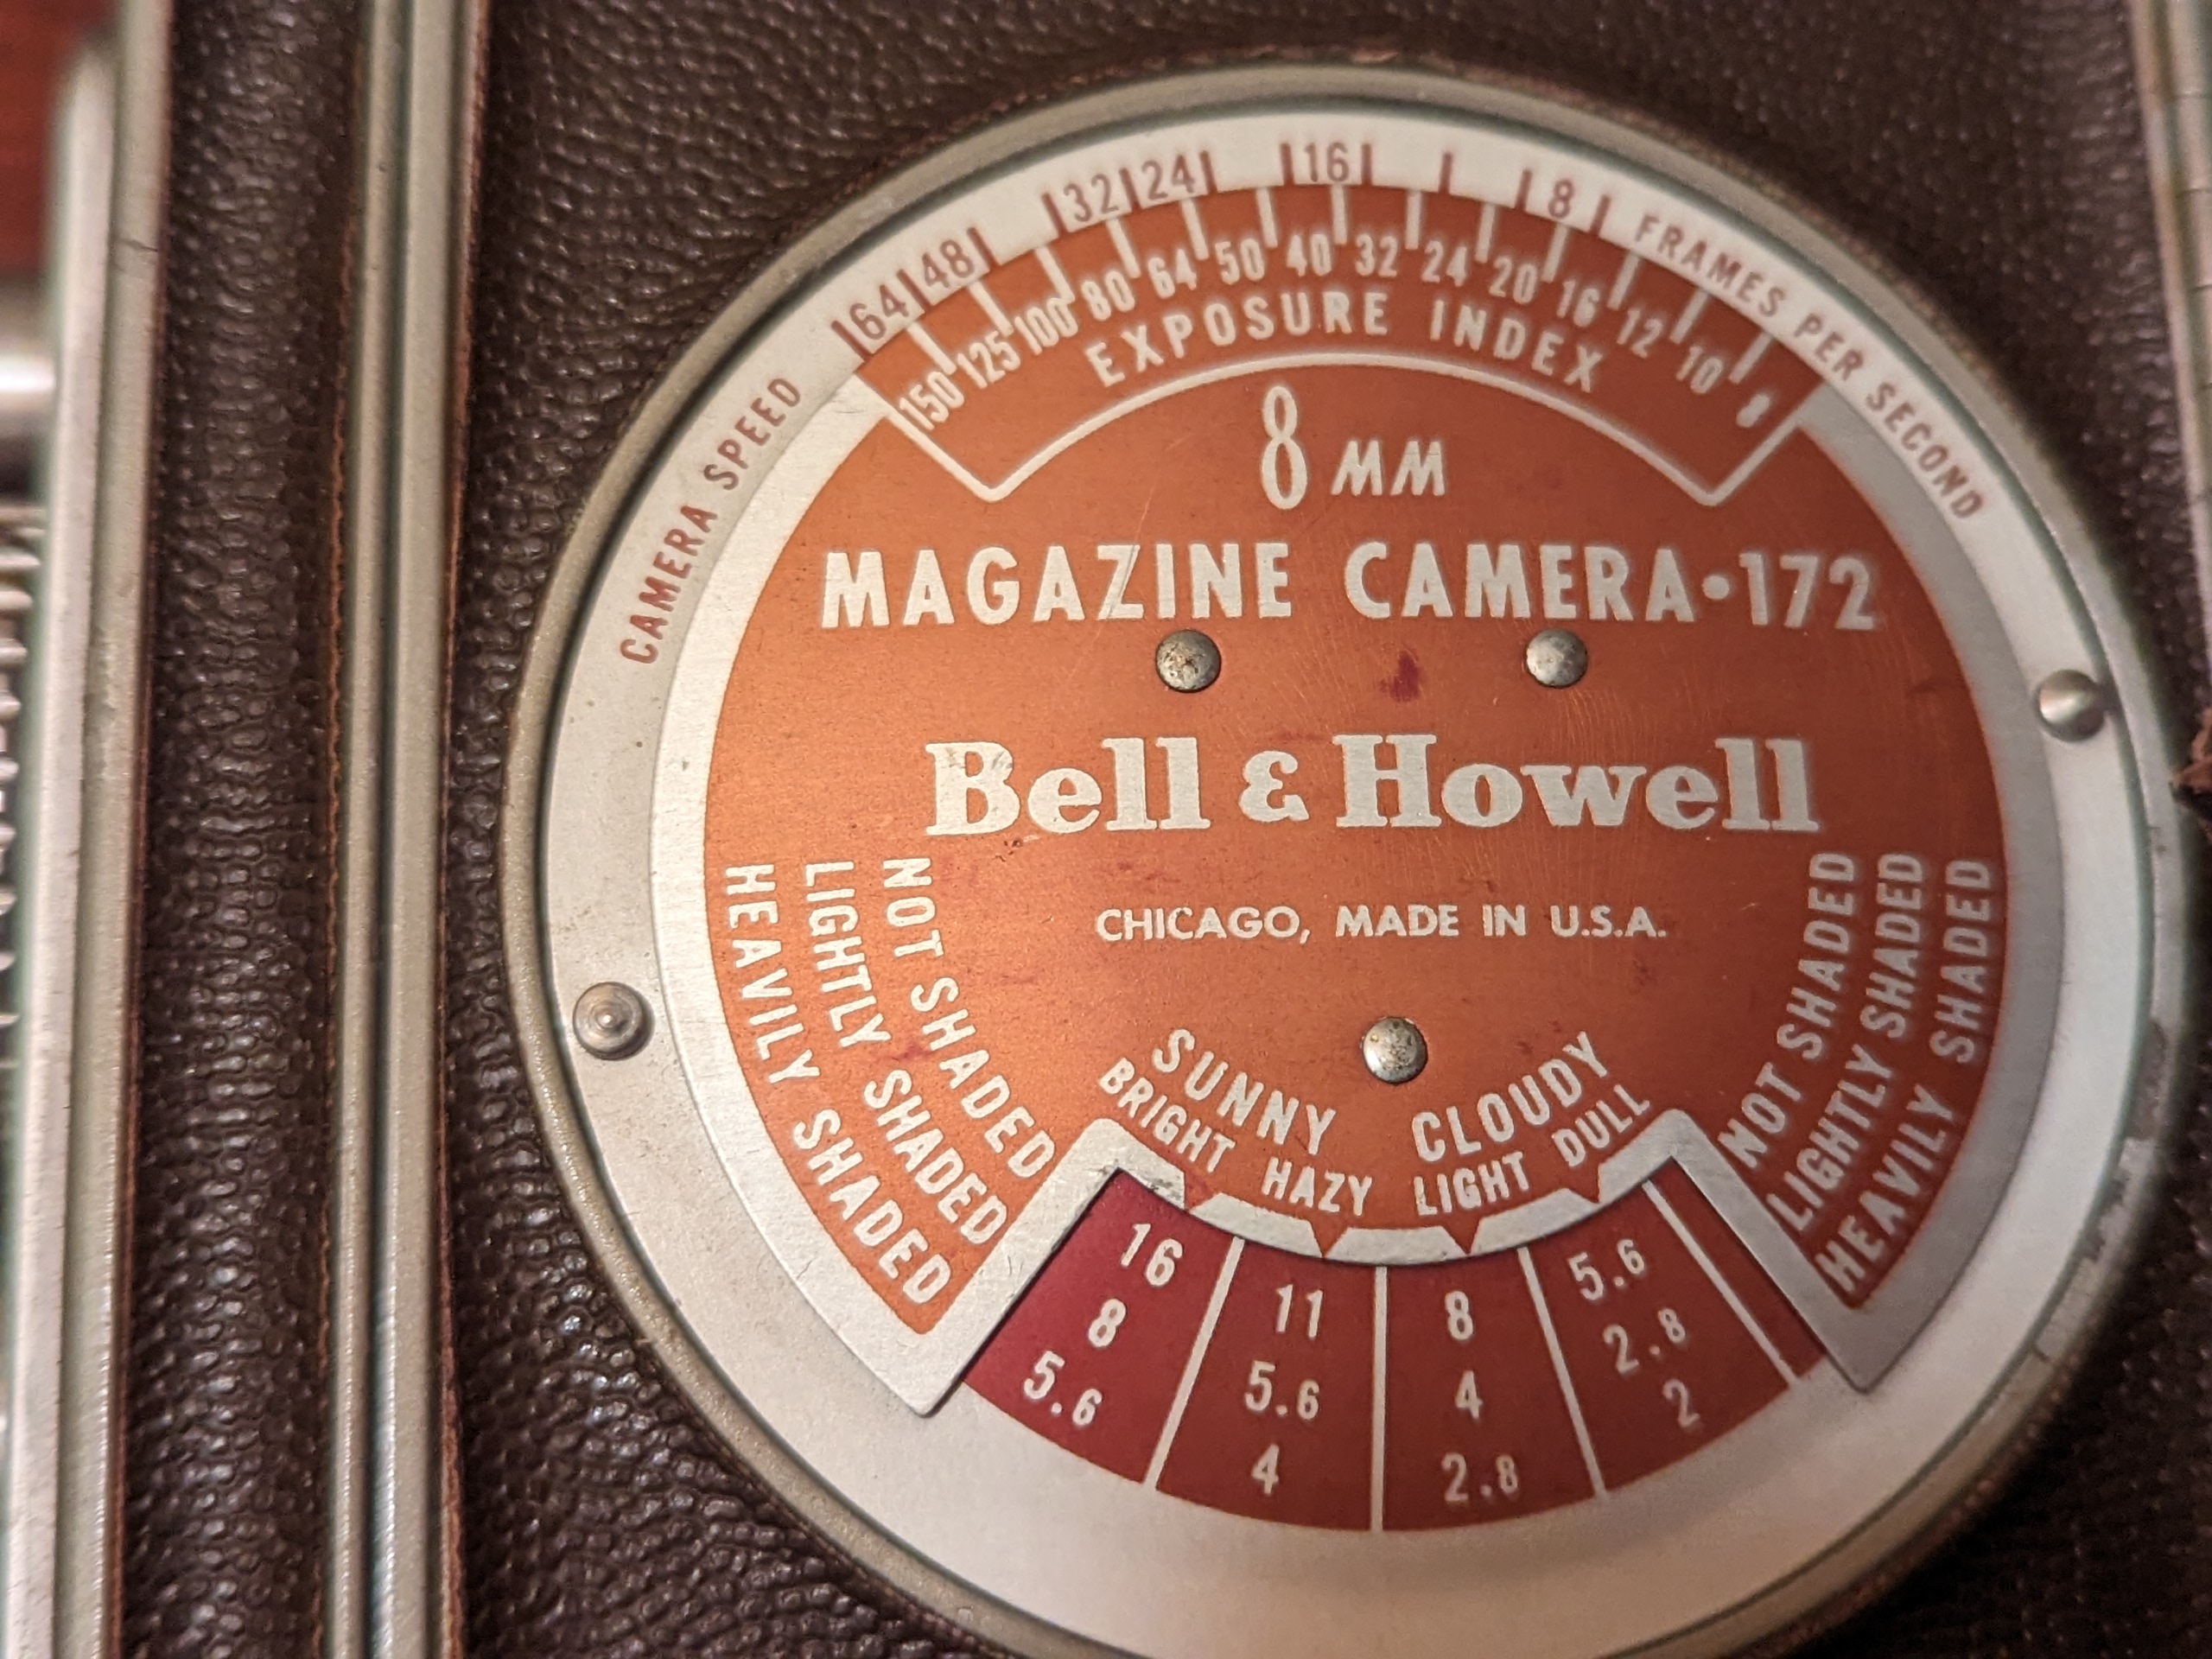 CAMERA SPEED
64 48 32 24 16 8
FRAMES PER SECOND
150 125 100 80 64 50 40 32 24 20 16 12 10 8
EXPOSURE INDEX
8 MM
MAGAZINE CAMERA•172
Bell & Howell
CHICAGO, MADE IN U.S.A.
NOT SHADED
LIGHTLY SHADED
HEAVILY SHADED
SUNNY
BRIGHT HAZY
CLOUDY
LIGHT DULL
NOT SHADED
LIGHTLY SHADED
HEAVILY SHADED
16 11 8 5.6
8 5.6 4 2.8
5.6 4 2.8 2